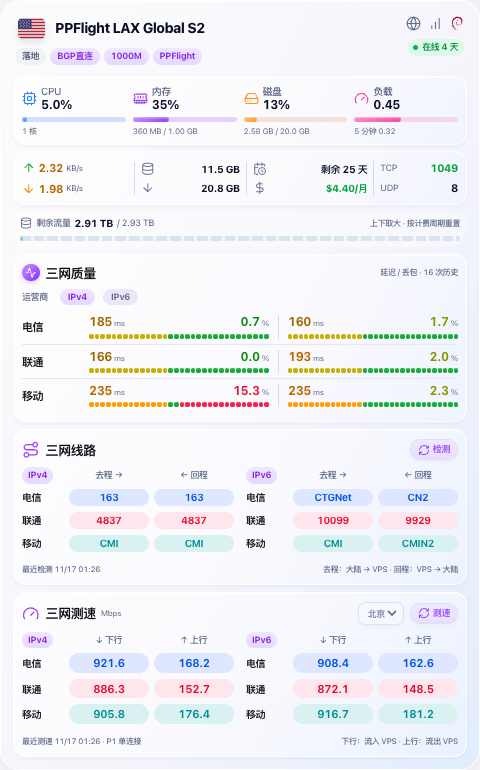 PPFlight LAX Global S2
落地 BGP直连 1000M PPFlight
在线 4 天
CPU 5.0% 1 核
内存 35% 360 MB / 1.00 GB
磁盘 13% 2.58 GB / 20.0 GB
负载 0.45 5 分钟 0.32
↑ 2.32 KB/s 11.5 GB 剩余 25 天 TCP 1049
↓ 1.98 KB/s ↓ 20.8 GB $ $4.40/月 UDP 8
剩余流量 2.91 TB / 2.93 TB 上下取大 · 按计费周期重置
三网质量 延迟 / 丢包 · 16 次历史
运营商 IPv4 IPv6
电信 185 ms 0.7 % 160 ms 1.7 %
联通 166 ms 0.0 % 193 ms 2.0 %
移动 235 ms 15.3 % 235 ms 2.3 %
三网线路 检测
IPv4 去程 → ← 回程 IPv6 去程 → ← 回程
电信 163 163 电信 CTGNet CN2
联通 4837 4837 联通 10099 9929
移动 CMI CMI 移动 CMI CMIN2
最近检测 11/17 01:26 去程：大陆 → VPS · 回程：VPS → 大陆
三网测速 Mbps 北京 测速
IPv4 ↓ 下行 ↑ 上行 IPv6 ↓ 下行 ↑ 上行
电信 921.6 168.2 电信 908.4 162.6
联通 886.3 152.7 联通 872.1 148.5
移动 905.8 176.4 移动 916.7 181.2
最近测速 11/17 01:26 · P1 单连接 下行：流入 VPS · 上行：流出 VPS